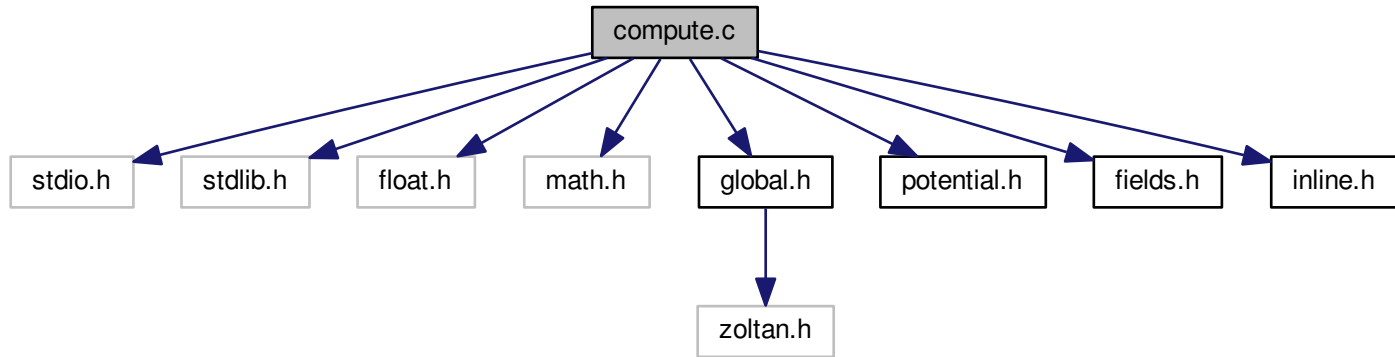 compute.c
stdio.h
stdlib.h
float.h
math.h
global.h
potential.h
fields.h
inline.h
zoltan.h